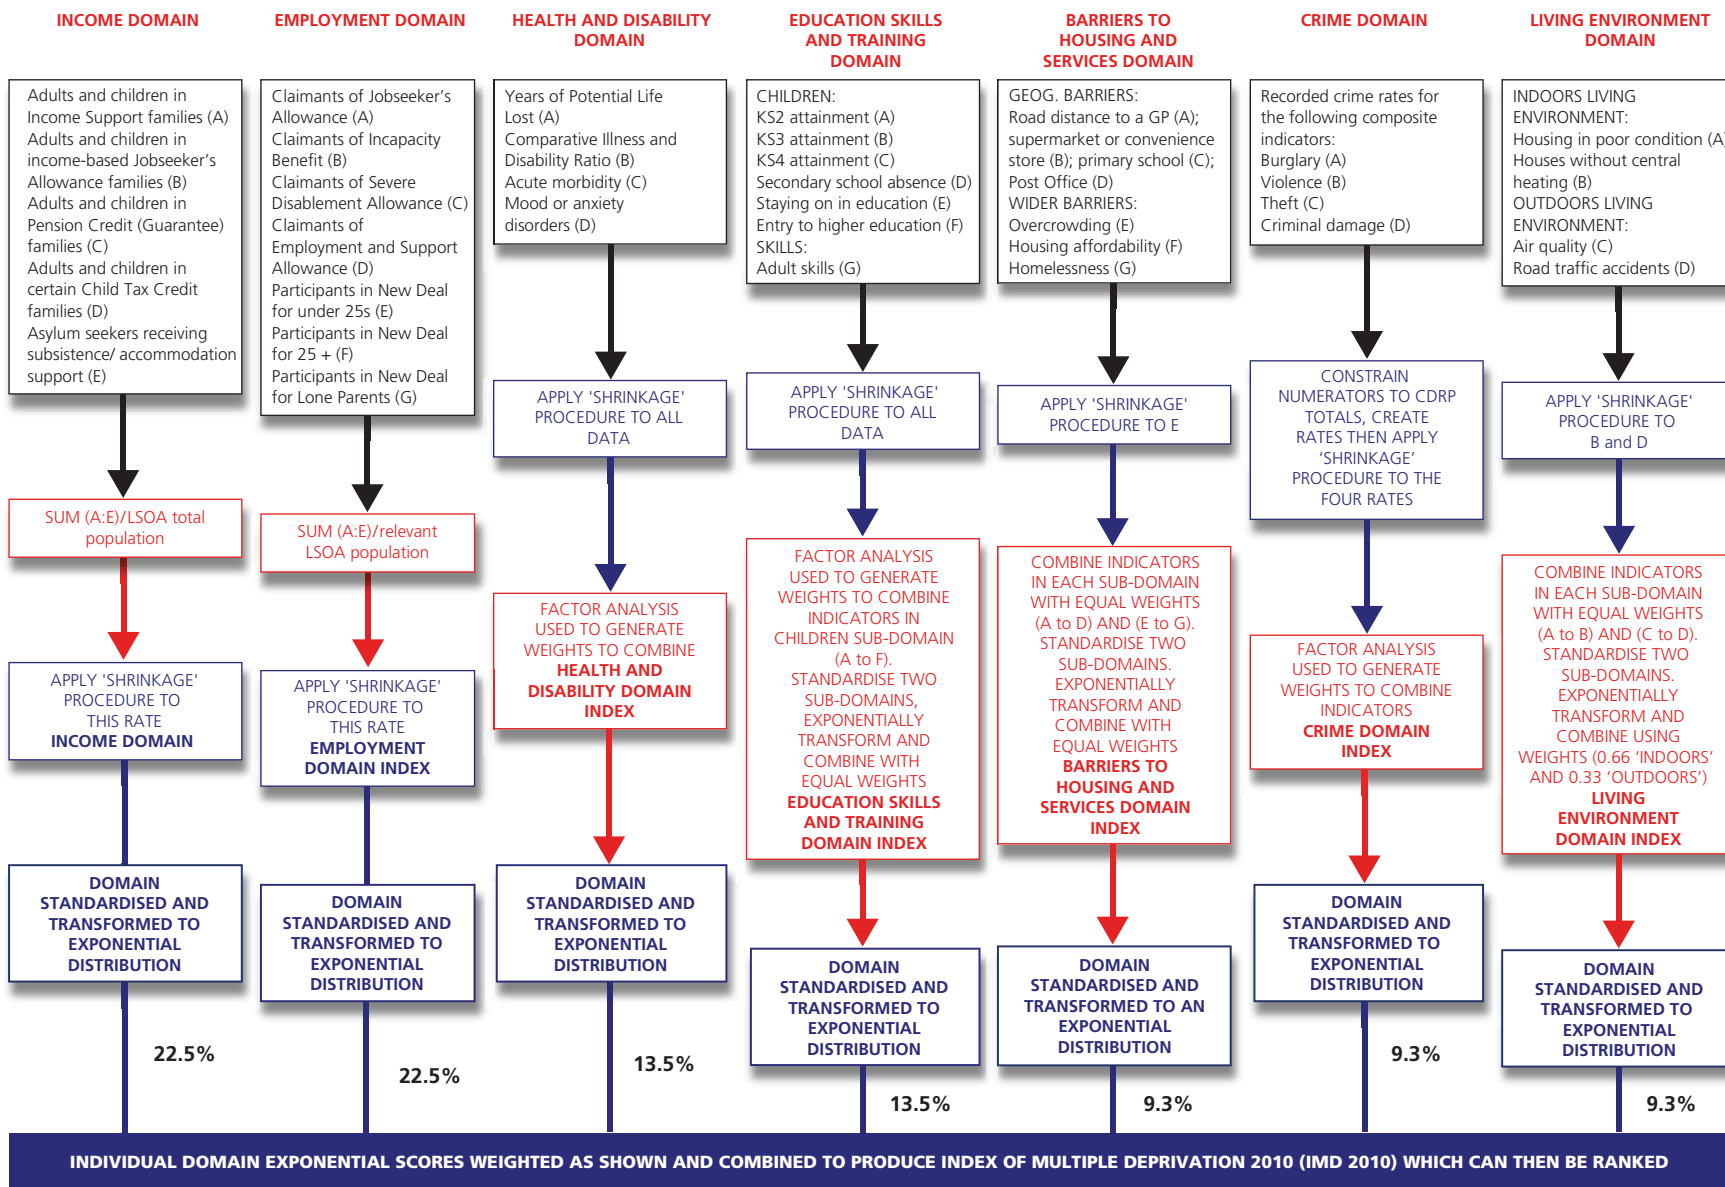 INCOME DOMAIN
Adults and children in
Income Support families (A)
Adults and children in
income-based Jobseeker's
Allowance families (B)
Adults and children in
Pension Credit (Guarantee)
families (C)
Adults and children in
certain Child Tax Credit
families (D)
Asylum seekers receiving
subsistence/ accommodation
support (E)
SUM (A:E)/LSOA total
population
APPLY 'SHRINKAGE'
PROCEDURE TO
THIS RATE
INCOME DOMAIN
DOMAIN
STANDARDISED AND
TRANSFORMED TO
EXPONENTIAL
DISTRIBUTION
22.5%
EMPLOYMENT DOMAIN
Claimants of Jobseeker's
Allowance (A)
Claimants of Incapacity
Benefit (B)
Claimants of Severe
Disablement Allowance (C)
Claimants of
Employment and Support
Allowance (D)
Participants in New Deal
for under 25s (E)
Participants in New Deal
for 25 + (F)
Participants in New Deal
for Lone Parents (G)
SUM (A:E)/relevant
LSOA population
APPLY 'SHRINKAGE'
PROCEDURE TO
THIS RATE
EMPLOYMENT
DOMAIN INDEX
DOMAIN
STANDARDISED AND
TRANSFORMED TO
EXPONENTIAL
DISTRIBUTION
22.5%
HEALTH AND DISABILITY
DOMAIN
Years of Potential Life
Lost (A)
Comparative Illness and
Disability Ratio (B)
Acute morbidity (C)
Mood or anxiety
disorders (D)
APPLY 'SHRINKAGE'
PROCEDURE TO ALL
DATA
FACTOR ANALYSIS
USED TO GENERATE
WEIGHTS TO COMBINE
HEALTH AND
DISABILITY DOMAIN
INDEX
DOMAIN
STANDARDISED AND
TRANSFORMED TO
EXPONENTIAL
DISTRIBUTION
13.5%
EDUCATION SKILLS
AND TRAINING
DOMAIN
CHILDREN:
KS2 attainment (A)
KS3 attainment (B)
KS4 attainment (C)
Secondary school absence (D)
Staying on in education (E)
Entry to higher education (F)
SKILLS:
Adult skills (G)
APPLY 'SHRINKAGE'
PROCEDURE TO ALL
DATA
FACTOR ANALYSIS
USED TO GENERATE
WEIGHTS TO COMBINE
INDICATORS IN
CHILDREN SUB-DOMAIN
(A to F).
STANDARDISE TWO
SUB-DOMAINS,
EXPONENTIALLY
TRANSFORM AND
COMBINE WITH
EQUAL WEIGHTS
EDUCATION SKILLS
AND TRAINING
DOMAIN INDEX
DOMAIN
STANDARDISED AND
TRANSFORMED TO
EXPONENTIAL
DISTRIBUTION
13.5%
BARRIERS TO
HOUSING AND
SERVICES DOMAIN
GEOG. BARRIERS:
Road distance to a GP (A);
supermarket or convenience
store (B); primary school (C);
Post Office (D)
WIDER BARRIERS:
Overcrowding (E)
Housing affordability (F)
Homelessness (G)
APPLY 'SHRINKAGE'
PROCEDURE TO E
COMBINE INDICATORS
IN EACH SUB-DOMAIN
WITH EQUAL WEIGHTS
(A to D) AND (E to G).
STANDARDISE TWO
SUB-DOMAINS.
EXPONENTIALLY
TRANSFORM AND
COMBINE WITH
EQUAL WEIGHTS
BARRIERS TO
HOUSING AND
SERVICES DOMAIN
INDEX
DOMAIN
STANDARDISED AND
TRANSFORMED TO AN
EXPONENTIAL
DISTRIBUTION
9.3%
CRIME DOMAIN
Recorded crime rates for
the following composite
indicators:
Burglary (A)
Violence (B)
Theft (C)
Criminal damage (D)
CONSTRAIN
NUMERATORS TO CDRP
TOTALS, CREATE
RATES THEN APPLY
‘SHRINKAGE’
PROCEDURE TO THE
FOUR RATES
FACTOR ANALYSIS
USED TO GENERATE
WEIGHTS TO COMBINE
INDICATORS
CRIME DOMAIN
INDEX
DOMAIN
STANDARDISED AND
TRANSFORMED TO
EXPONENTIAL
DISTRIBUTION
9.3%
LIVING ENVIRONMENT
DOMAIN
INDOORS LIVING
ENVIRONMENT:
Housing in poor condition (A)
Houses without central
heating (B)
OUTDOORS LIVING
ENVIRONMENT:
Air quality (C)
Road traffic accidents (D)
APPLY 'SHRINKAGE'
PROCEDURE TO
B and D
COMBINE INDICATORS
IN EACH SUB-DOMAIN
WITH EQUAL WEIGHTS
(A to B) AND (C to D).
STANDARDISE TWO
SUB-DOMAINS.
EXPONENTIALLY
TRANSFORM AND
COMBINE USING
WEIGHTS (0.66 ‘INDOORS’
AND 0.33 ‘OUTDOORS’)
LIVING
ENVIRONMENT
DOMAIN INDEX
DOMAIN
STANDARDISED AND
TRANSFORMED TO
EXPONENTIAL
DISTRIBUTION
9.3%
INDIVIDUAL DOMAIN EXPONENTIAL SCORES WEIGHTED AS SHOWN AND COMBINED TO PRODUCE INDEX OF MULTIPLE DEPRIVATION 2010 (IMD 2010) WHICH CAN THEN BE RANKED